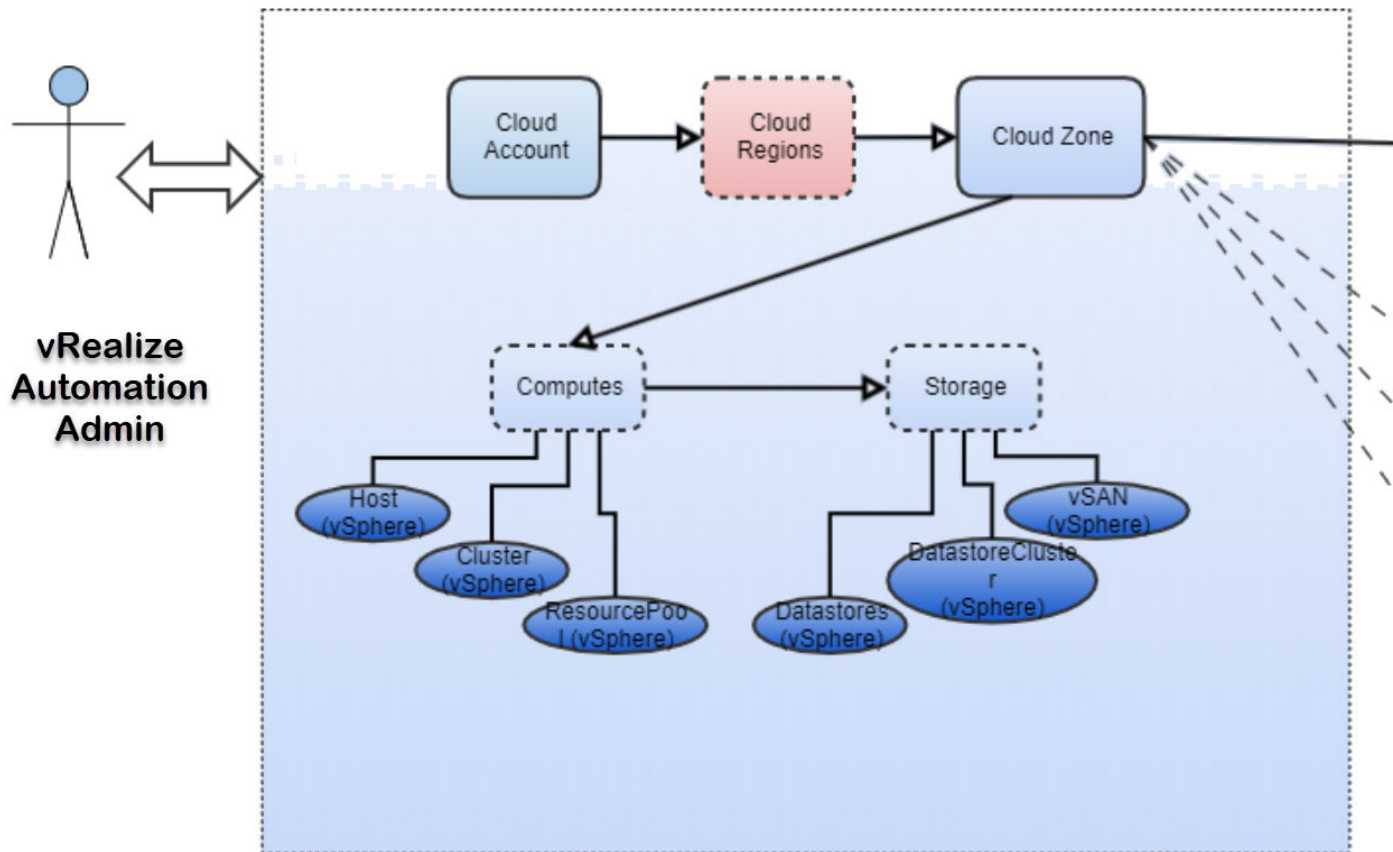 Cloud
Account
Cloud
Regions
Cloud Zone
vRealize
Automation
Admin
Computes
Storage
Host
(vSphere)
Cluster
(vSphere)
ResourcePoo
l (vSphere)
Datastores
(vSphere)
DatastoreCluste
r
(vSphere)
vSAN
(vSphere)